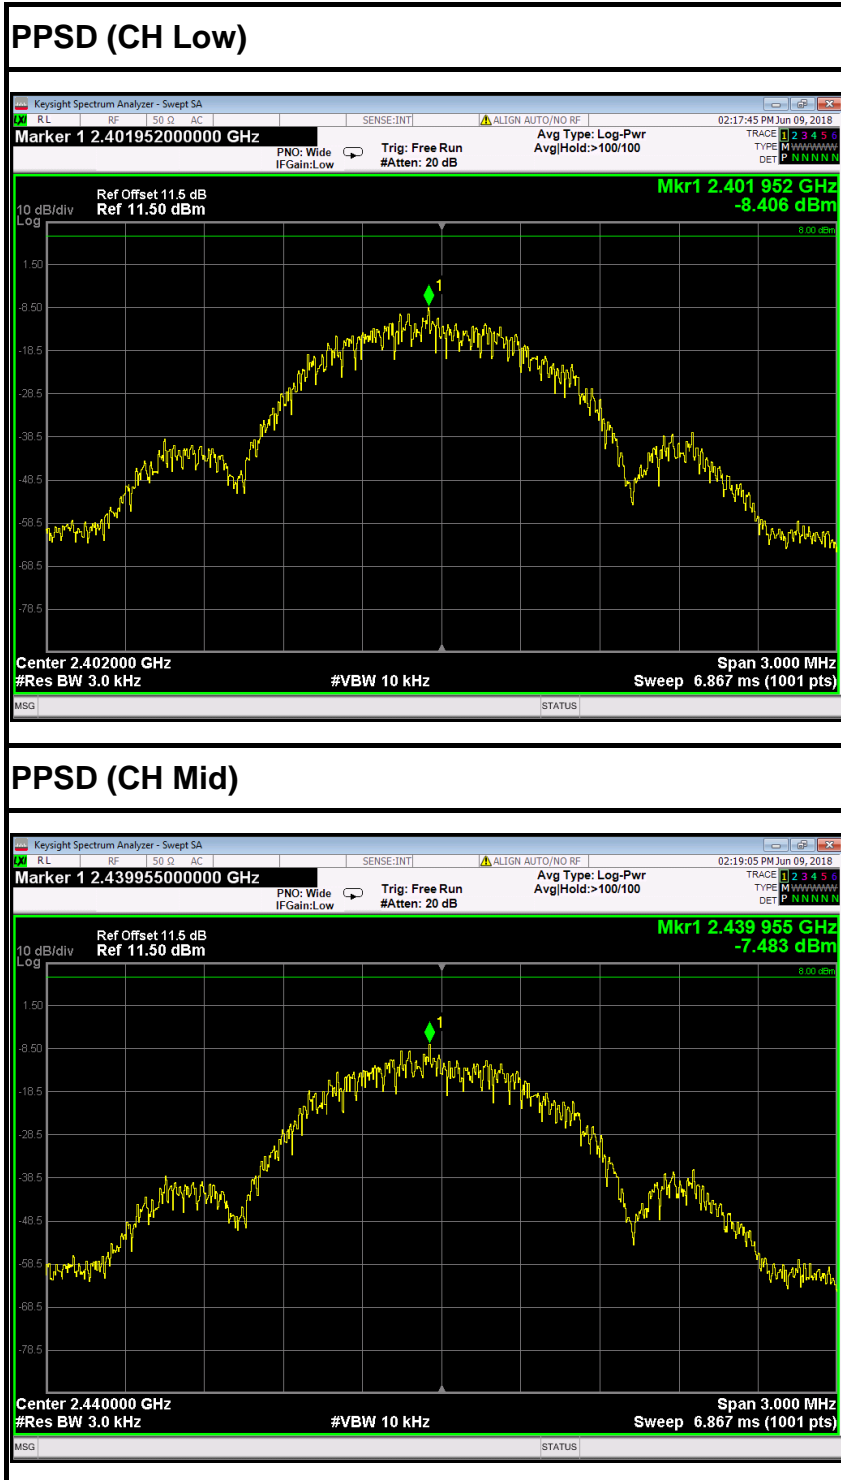 PPSD (CH Low)
Keysight Spectrum Analyzer - Swept SA
LXI RL RF 50 Ω AC SENSE:INT ALIGN AUTO/NO RF 02:17:45 PM Jun 09, 2018
Marker 1 2.401952000000 GHz
PNO: Wide
IFGain:Low
Trig: Free Run
#Atten: 20 dB
Avg Type: Log-Pwr
Avg|Hold:>100/100
TRACE 1 2 3 4 5 6
TYPE M WWWWW
DET P N N N N N
Mkr1 2.401 952 GHz
-8.406 dBm
Ref Offset 11.5 dB
10 dB/div Ref 11.50 dBm
Log
8.00 dBm
1.50
-8.50
1
-18.5
-28.5
-38.5
-48.5
-58.5
-68.5
-78.5
Center 2.402000 GHz Span 3.000 MHz
#Res BW 3.0 kHz #VBW 10 kHz Sweep 6.867 ms (1001 pts)
MSG STATUS
PPSD (CH Mid)
Keysight Spectrum Analyzer - Swept SA
LXI RL RF 50 Ω AC SENSE:INT ALIGN AUTO/NO RF 02:19:05 PM Jun 09, 2018
Marker 1 2.439955000000 GHz
PNO: Wide
IFGain:Low
Trig: Free Run
#Atten: 20 dB
Avg Type: Log-Pwr
Avg|Hold:>100/100
TRACE 1 2 3 4 5 6
TYPE M WWWWW
DET P N N N N N
Mkr1 2.439 955 GHz
-7.483 dBm
Ref Offset 11.5 dB
10 dB/div Ref 11.50 dBm
Log
8.00 dBm
1.50
1
-8.50
-18.5
-28.5
-38.5
-48.5
-58.5
-68.5
-78.5
Center 2.440000 GHz Span 3.000 MHz
#Res BW 3.0 kHz #VBW 10 kHz Sweep 6.867 ms (1001 pts)
MSG STATUS